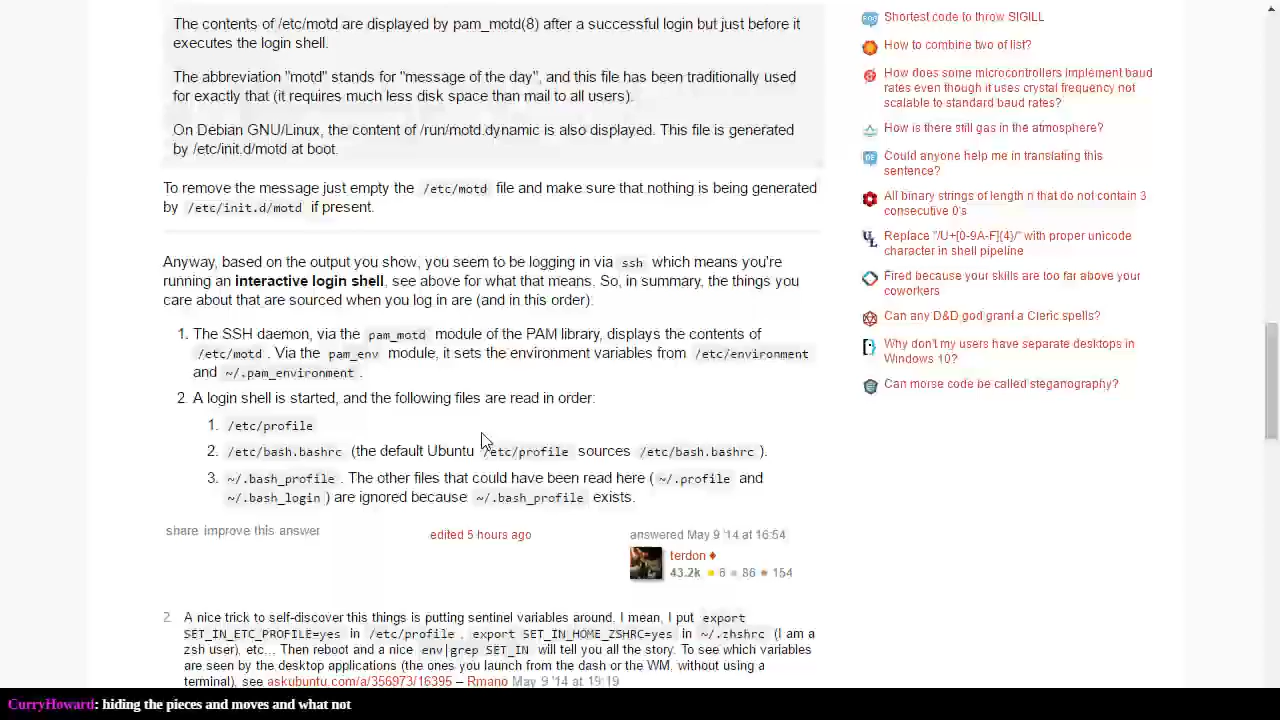 The contents of /etc/motd are displayed by pam_motd(8) after a successful login but just before it
executes the login shell.
The abbreviation "motd" stands for "message of the day", and this file has been traditionally used
for exactly that (it requires much less disk space than mail to all users).
On Debian GNU/Linux, the content of /run/motd.dynamic is also displayed. This file is generated
by /etc/init.d/motd at boot.
To remove the message just empty the /etc/motd file and make sure that nothing is being generated
by /etc/init.d/motd if present.
Anyway, based on the output you show, you seem to be logging in via ssh which means you're
running an interactive login shell, see above for what that means. So, in summary, the things you
care about that are sourced when you log in are (and in this order):
1. The SSH daemon, via the pam_motd module of the PAM library, displays the contents of
/etc/motd . Via the pam_env module, it sets the environment variables from /etc/environment
and ~/.pam_environment .
2 A login shell is started, and the following files are read in order:
1. /etc/profile
2. /etc/bash.bashrc (the default Ubuntu /etc/profile sources /etc/bash.bashrc ).
3. ~/.bash_profile . The other files that could have been read here ( ~/.profile and
~/.bash_login ) are ignored because ~/.bash_profile exists.
share improve this answer
edited 5 hours ago
answered May 9 '14 at 16:54
terdon ♦
43.2k 6 86 154
2 A nice trick to self-discover this things is putting sentinel variables around. I mean, I put export
SET_IN_ETC_PROFILE=yes in /etc/profile , export SET_IN_HOME_ZSHRC=yes in ~/.zhshrc (I am a
zsh user), etc... Then reboot and a nice env|grep SET_IN will tell you all the story. To see which variables
are seen by the desktop applications (the ones you launch from the dash or the WM, without using a
terminal), see askubuntu.com/a/356973/16395 – Rmano May 9 '14 at 19:19
Shortest code to throw SIGILL
How to combine two of list?
How does some microcontrollers implement baud
rates even though it uses crystal frequency not
scalable to standard baud rates?
How is there still gas in the atmosphere?
Could anyone help me in translating this
sentence?
All binary strings of length n that do not contain 3
consecutive 0's
Replace "/U+[0-9A-F]{4}/" with proper unicode
character in shell pipeline
Fired because your skills are too far above your
coworkers
Can any D&D god grant a Cleric spells?
Why don't my users have separate desktops in
Windows 10?
Can morse code be called steganography?
CurryHoward: hiding the pieces and moves and what not